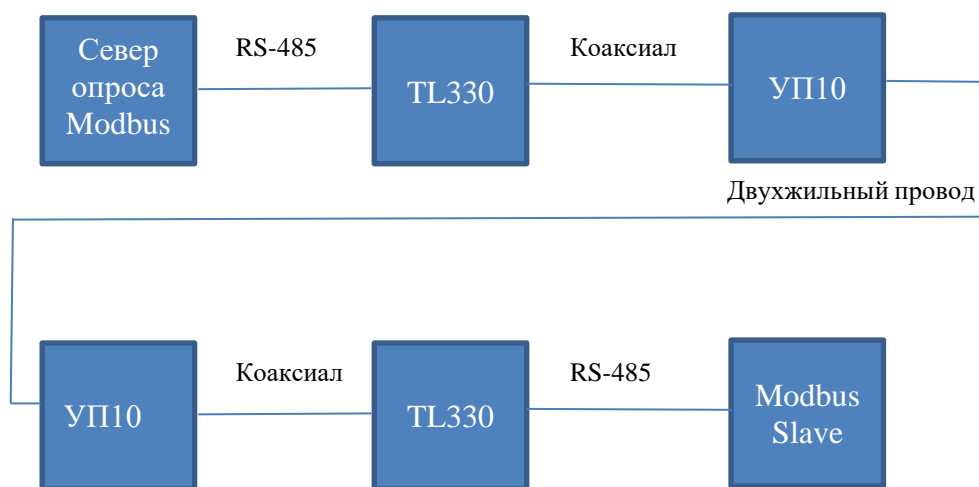 Север
опроса
Modbus
RS-485
TL330
Коаксиал
УП10
Двухжильный провод
УП10
Коаксиал
TL330
RS-485
Modbus
Slave